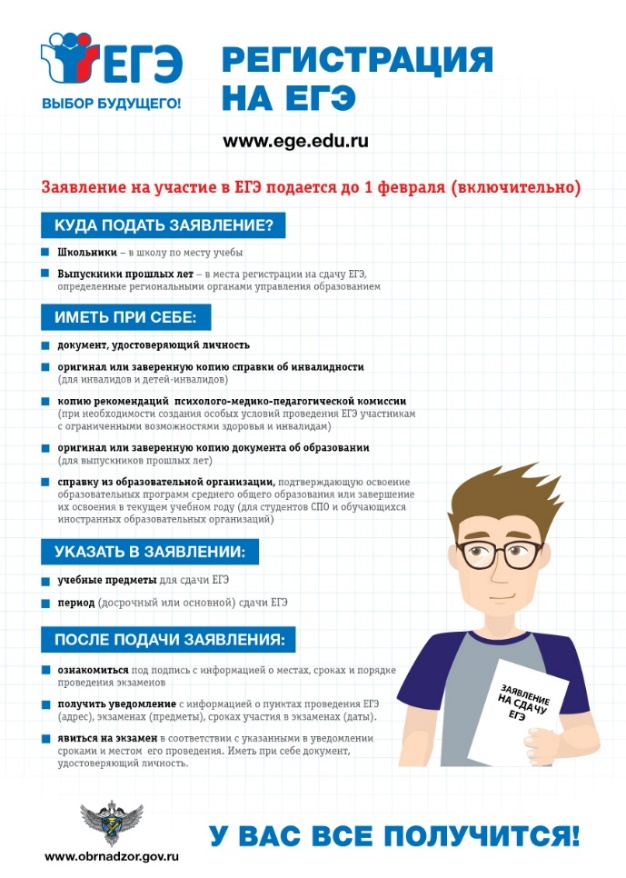 ЕГЭ
ВЫБОР БУДУЩЕГО!
РЕГИСТРАЦИЯ
НА ЕГЭ
www.ege.edu.ru
Заявление на участие в ЕГЭ подается до 1 февраля (включительно)
КУДА ПОДАТЬ ЗАЯВЛЕНИЕ?
Школьники – в школу по месту учебы
Выпускники прошлых лет – в места регистрации на сдачу ЕГЭ,
определенные региональными органами управления образованием
ИМЕТЬ ПРИ СЕБЕ:
документ, удостоверяющий личность
оригинал или заверенную копию справки об инвалидности
(для инвалидов и детей-инвалидов)
копию рекомендаций психолого-медико-педагогической комиссии
(при необходимости создания особых условий проведения ЕГЭ участникам
с ограниченными возможностями здоровья и инвалидам)
оригинал или заверенную копию документа об образовании
(для выпускников прошлых лет)
справку из образовательной организации, подтверждающую освоение
образовательных программ среднего общего образования или завершение
их освоения в текущем учебном году (для студентов СПО и обучающихся
иностранных образовательных организаций)
УКАЗАТЬ В ЗАЯВЛЕНИИ:
учебные предметы для сдачи ЕГЭ
период (досрочный или основной) сдачи ЕГЭ
ПОСЛЕ ПОДАЧИ ЗАЯВЛЕНИЯ:
ознакомиться под подпись с информацией о местах, сроках и порядке
проведения экзаменов
получить уведомление с информацией о пунктах проведения ЕГЭ
(адрес), экзаменах (предметы), сроках участия в экзаменах (даты).
явиться на экзамен в соответствии с указанными в уведомлении
сроками и местом его проведения. Иметь при себе документ,
удостоверяющий личность.
ЗАЯВЛЕНИЕ
НА СДАЧУ
ЕГЭ
www.obrnadzor.gov.ru
У ВАС ВСЕ ПОЛУЧИТСЯ!